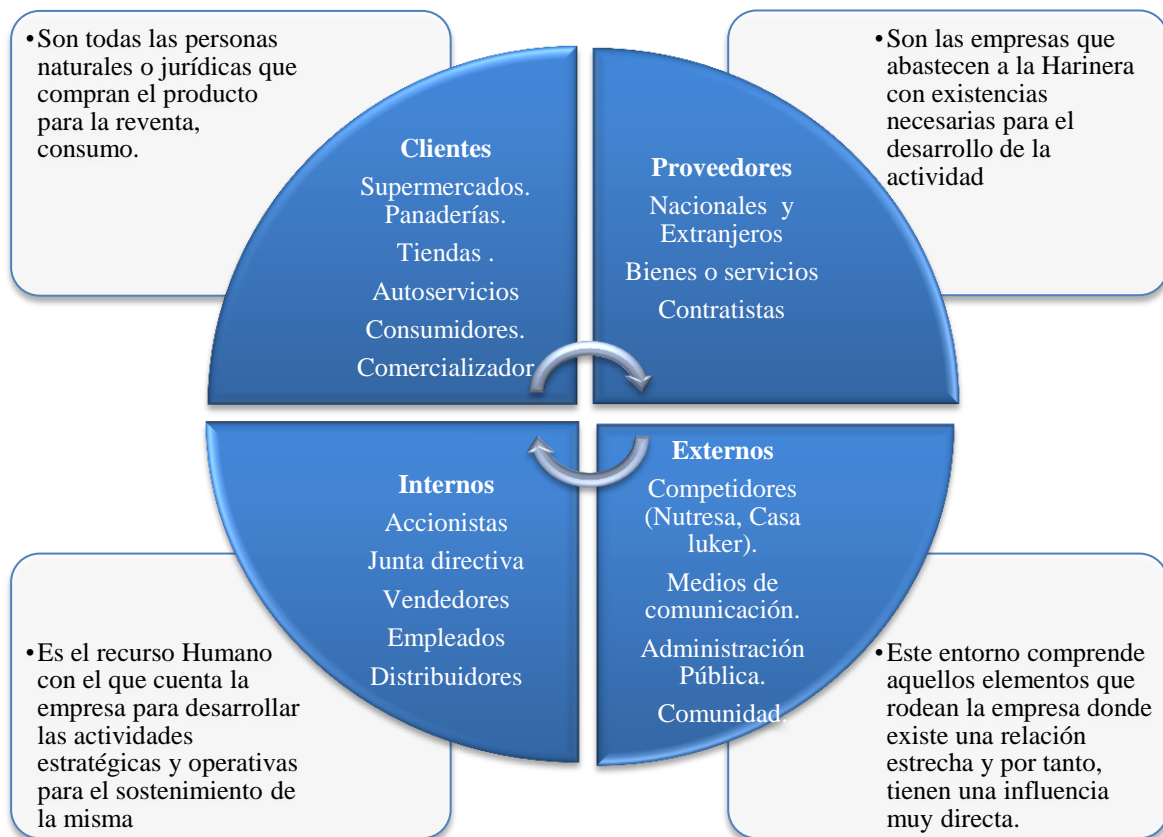 •Son todas las personas
naturales o jurídicas que
compran el producto
para la reventa,
consumo.
Clientes
Supermercados.
Panaderías.
Tiendas .
Autoservicios
Consumidores.
Comercializador
Proveedores
Nacionales y
Extranjeros
Bienes o servicios
Contratistas
•Son las empresas que
abastecen a la Harinera
con existencias
necesarias para el
desarrollo de la
actividad
Internos
Accionistas
Junta directiva
Vendedores
Empleados
Distribuidores
•Es el recurso Humano
con el que cuenta la
empresa para desarrollar
las actividades
estratégicas y operativas
para el sostenimiento de
la misma
Externos
Competidores
(Nutresa, Casa
luker).
Medios de
comunicación.
Administración
Pública.
Comunidad.
•Este entorno comprende
aquellos elementos que
rodean la empresa donde
existe una relación
estrecha y por tanto,
tienen una influencia
muy directa.